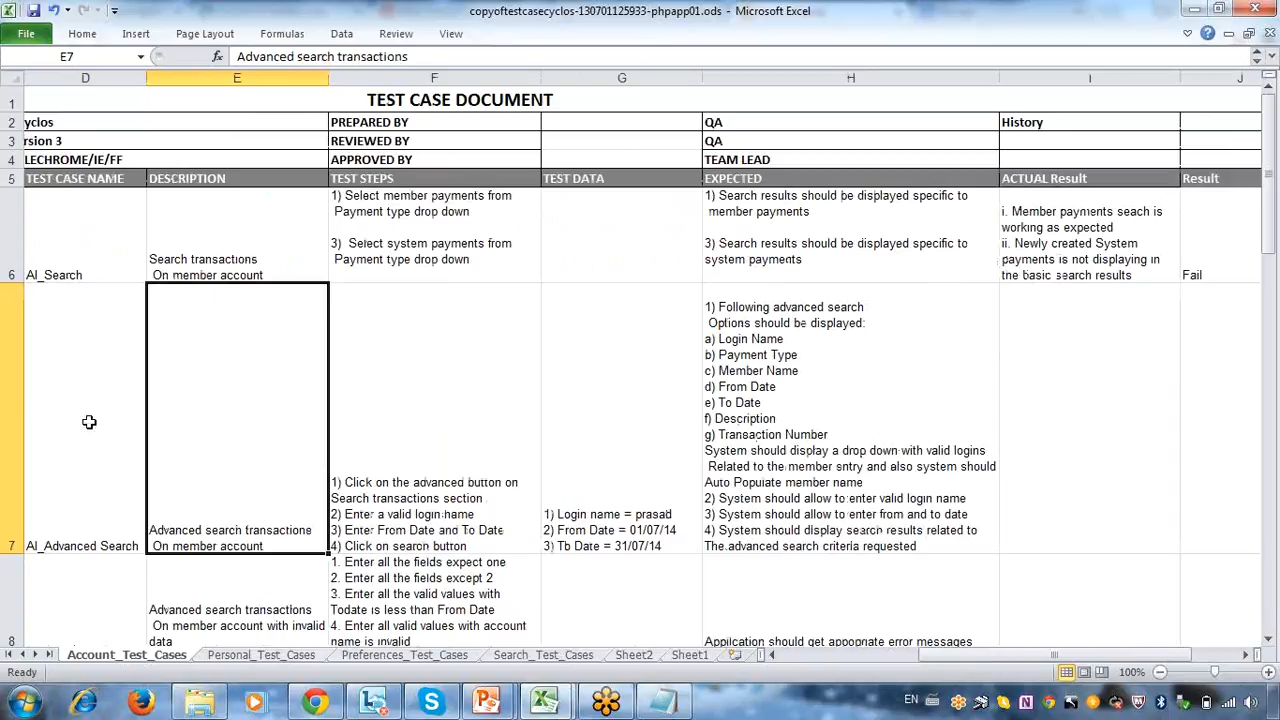 copyoftestcasecyclos-130701125933-phpapp01.ods - Microsoft Excel
File Home Insert Page Layout Formulas Data Review View
E7 fx Advanced search transactions
D E F G H I J
1 TEST CASE DOCUMENT
2 yclos PREPARED BY QA History
3 rsion 3 REVIEWED BY QA
4 LECHROME/IE/FF APPROVED BY TEAM LEAD
5 TEST CASE NAME DESCRIPTION TEST STEPS TEST DATA EXPECTED ACTUAL Result Result
1) Select member payments from
Payment type drop down
3) Select system payments from
Payment type drop down
1) Search results should be displayed specific to
member payments
3) Search results should be displayed specific to
system payments
i. Member payments seach is
working as expected
ii. Newly created System
payments is not displaying in
the basic search results
Search transactions
On member account
6 AI_Search
Fail
1) Following advanced search
Options should be displayed:
a) Login Name
b) Payment Type
c) Member Name
d) From Date
e) To Date
f) Description
g) Transaction Number
System should display a drop down with valid logins
Related to the member sntry and also system should
Auto Populate member name
2) System should allow to enter valid login name
3) System should allow to enter from and to date
4) System should display search results related to
The advanced search criteria requested
1) Click on the advanced button on
Search transactions section
2) Enter a valid login name
3) Enter From Date and To Date
4) Click on search button
1) Login name = prasad
2) From Date = 01/07/14
3) To Date = 31/07/14
Advanced search transactions
On member account
7 AI_Advanced Search
1. Enter all the fields expect one
2. Enter all the fields except 2
3. Enter all the valid values with
Todate is less than From Date
4. Enter all valid values with account
name is invalid
Advanced search transactions
On member account with invalid
data
8
Application should get appopriate error messages
Account_Test_Cases Personal_Test_Cases Preferences_Test_Cases Search_Test_Cases Sheet2 Sheet1
Ready 100%
EN